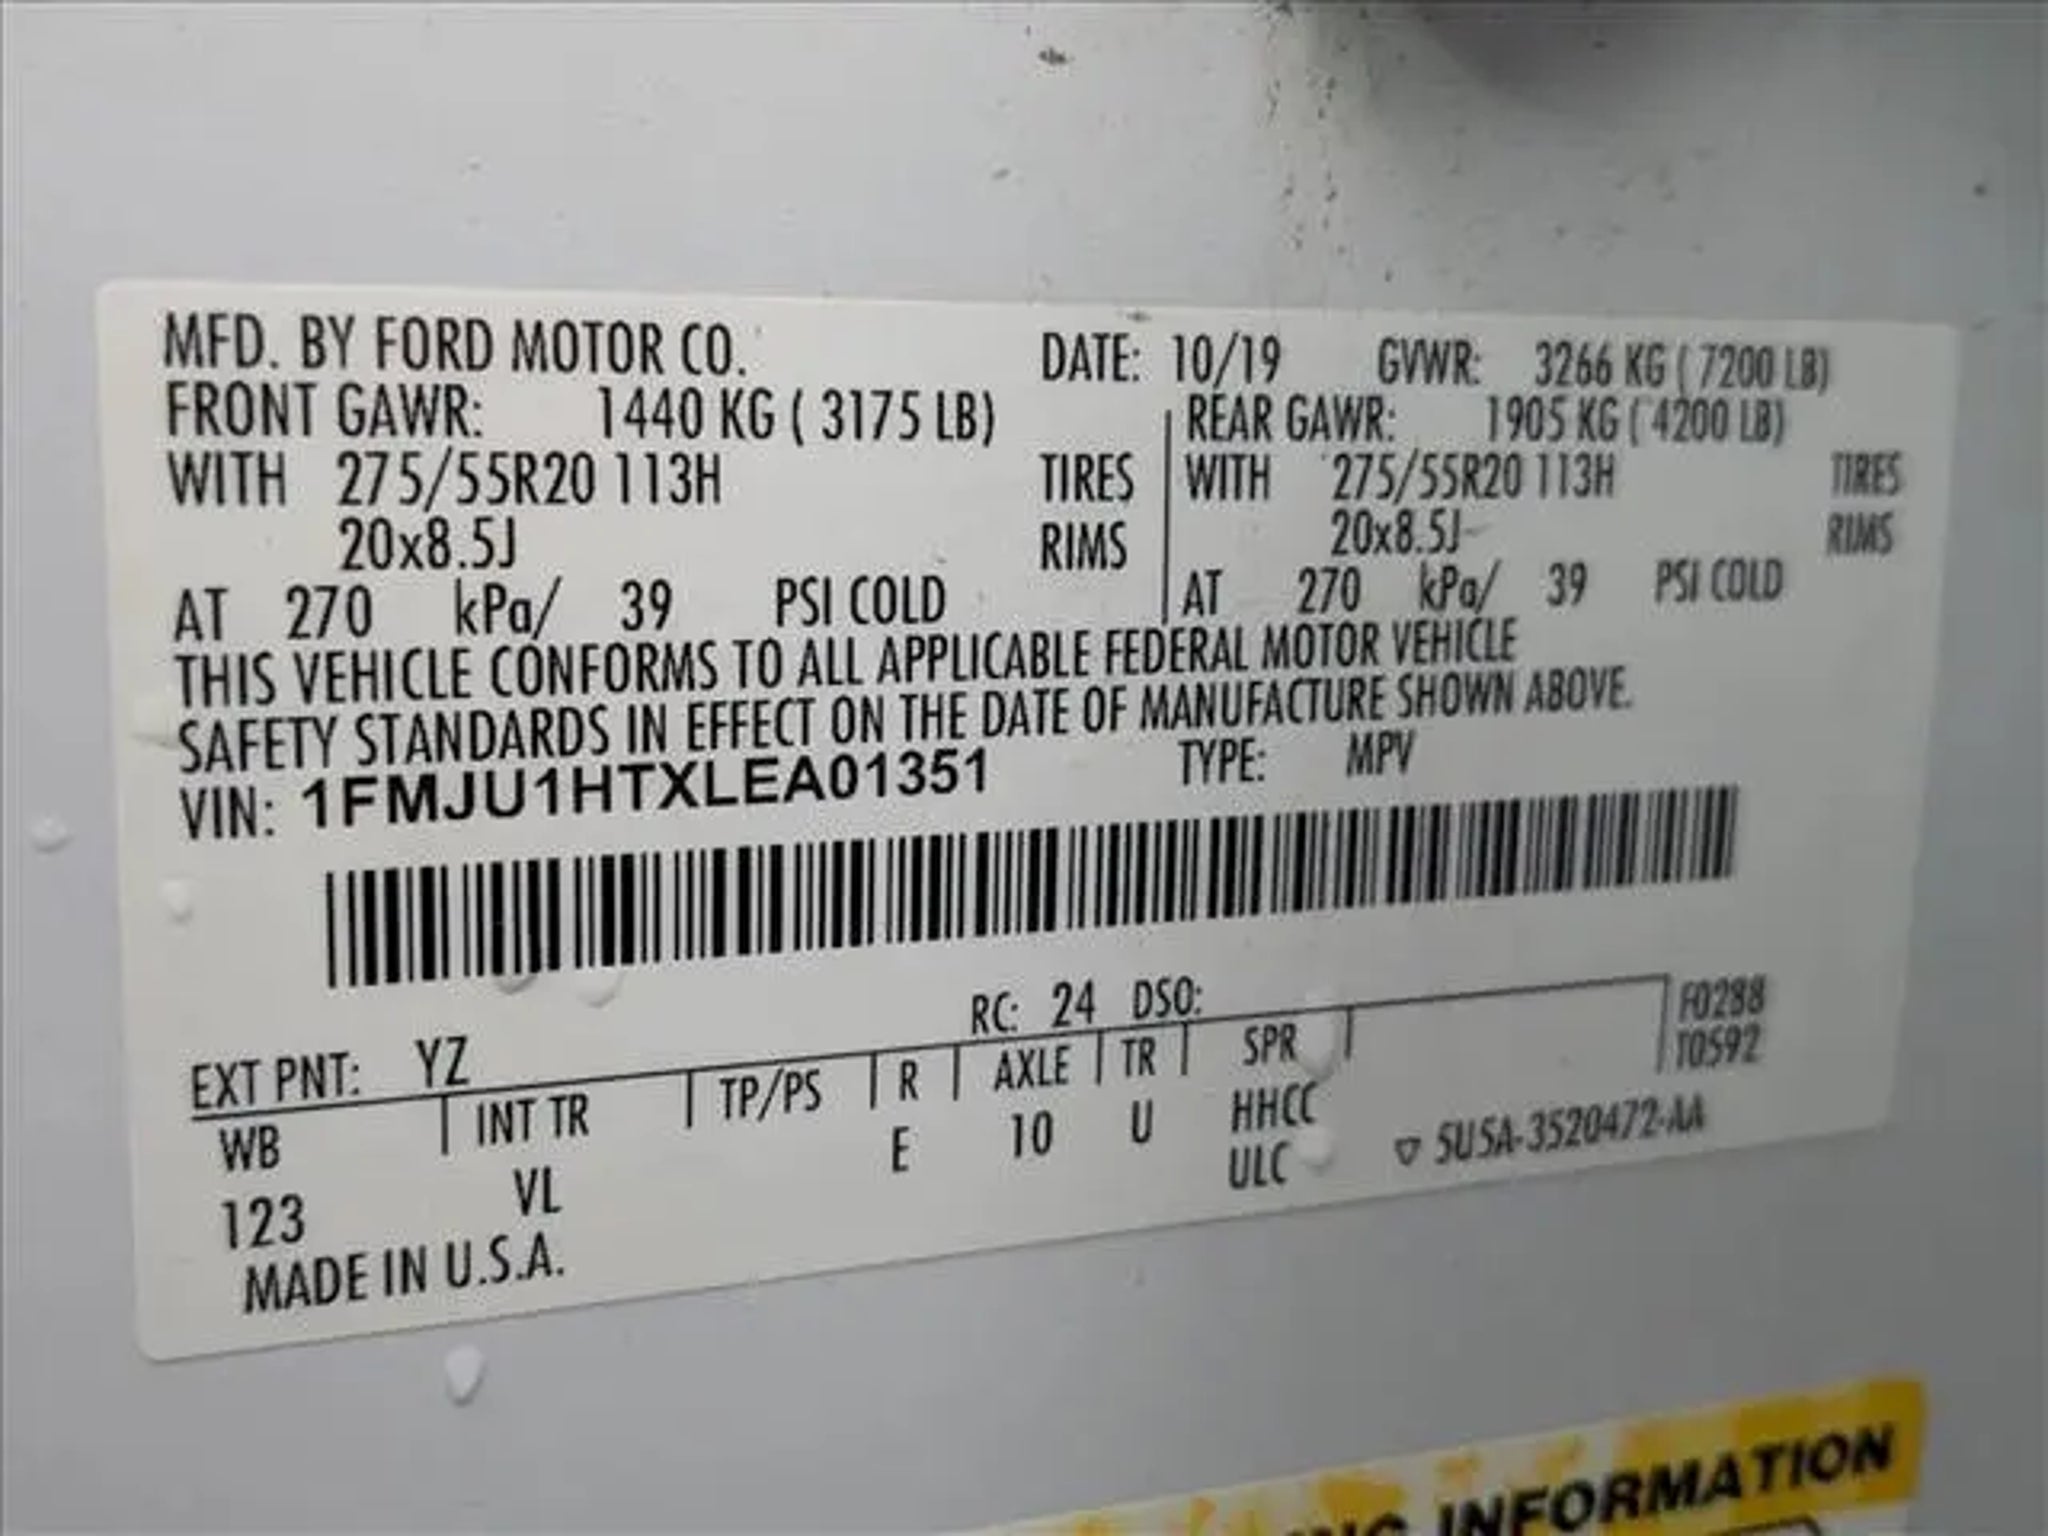 MFD. BY FORD MOTOR CO. DATE: 10/19 GVWR: 3266 KG ( 7200 LB)
FRONT GAWR: 1440 KG ( 3175 LB) REAR GAWR: 1905 KG ( 4200 LB)
WITH 275/55R20 113H TIRES WITH 275/55R20 113H TIRES
20x8.5J RIMS 20x8.5J RIMS
AT 270 kPa/ 39 PSI COLD AT 270 kPa/ 39 PSI COLD
THIS VEHICLE CONFORMS TO ALL APPLICABLE FEDERAL MOTOR VEHICLE
SAFETY STANDARDS IN EFFECT ON THE DATE OF MANUFACTURE SHOWN ABOVE.
VIN: 1FMJU1HTXLEA01351 TYPE: MPV
EXT PNT: YZ RC: 24 DSO: F0288
T0592
WB INT TR TP/PS R AXLE TR SPR
123 VL E 10 U HHCC
ULC ▽ 5U5A-3520472-AA
MADE IN U.S.A.
INFORMATION